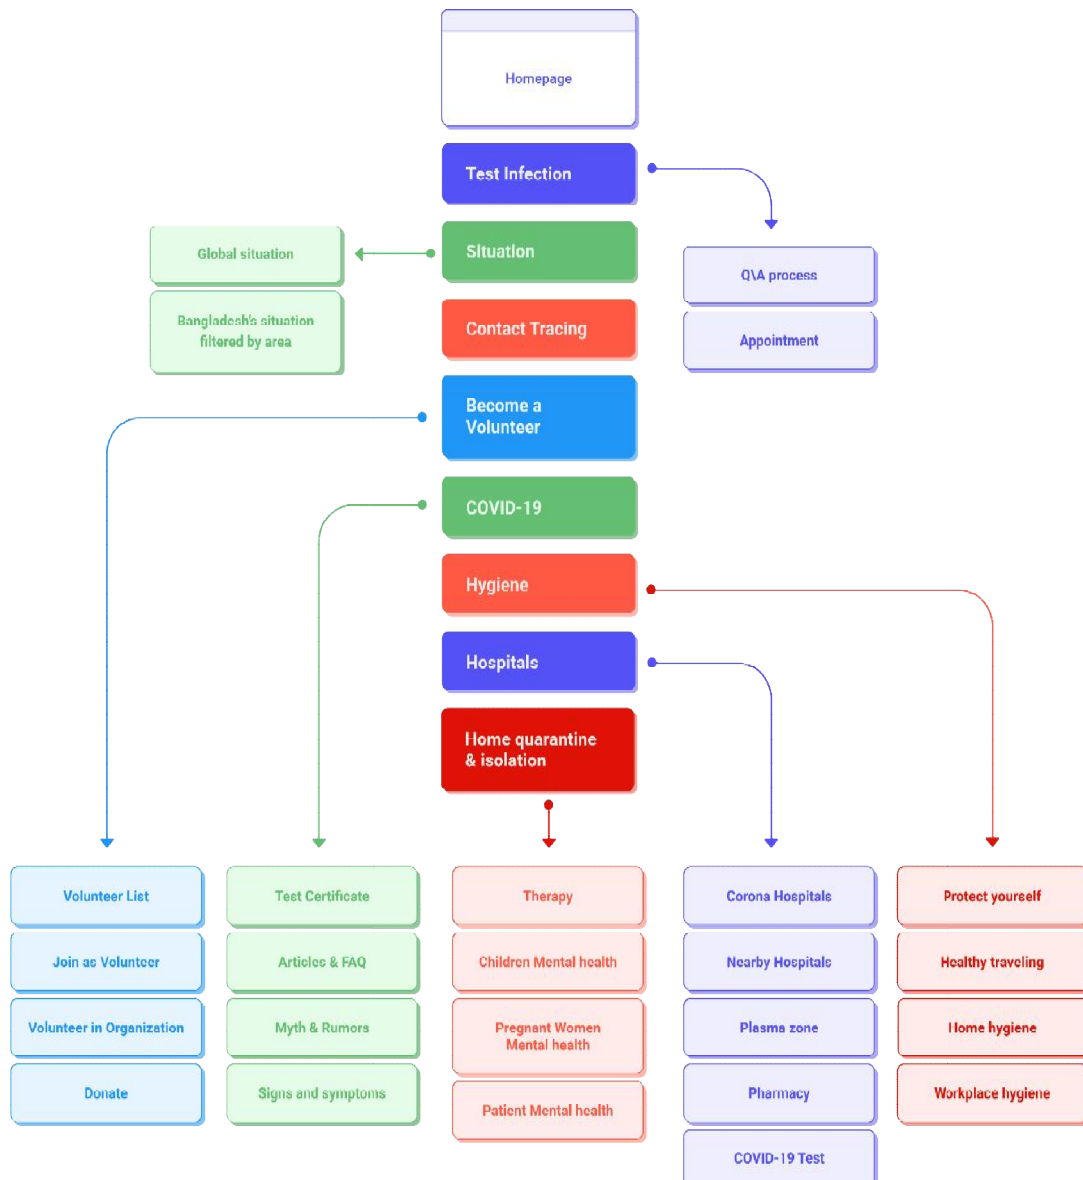 Homepage
Test Infection
Situation
Global situation
Bangladesh's situation
filtered by area
Q\A process
Appointment
Contact Tracing
Become a
Volunteer
COVID-19
Hygiene
Hospitals
Home quarantine
& isolation
Volunteer List
Join as Volunteer
Volunteer in Organization
Donate
Test Certificate
Articles & FAQ
Myth & Rumors
Signs and symptoms
Therapy
Children Mental health
Pregnant Women
Mental health
Patient Mental health
Corona Hospitals
Nearby Hospitals
Plasma zone
Pharmacy
COVID-19 Test
Protect yourself
Healthy traveling
Home hygiene
Workplace hygiene